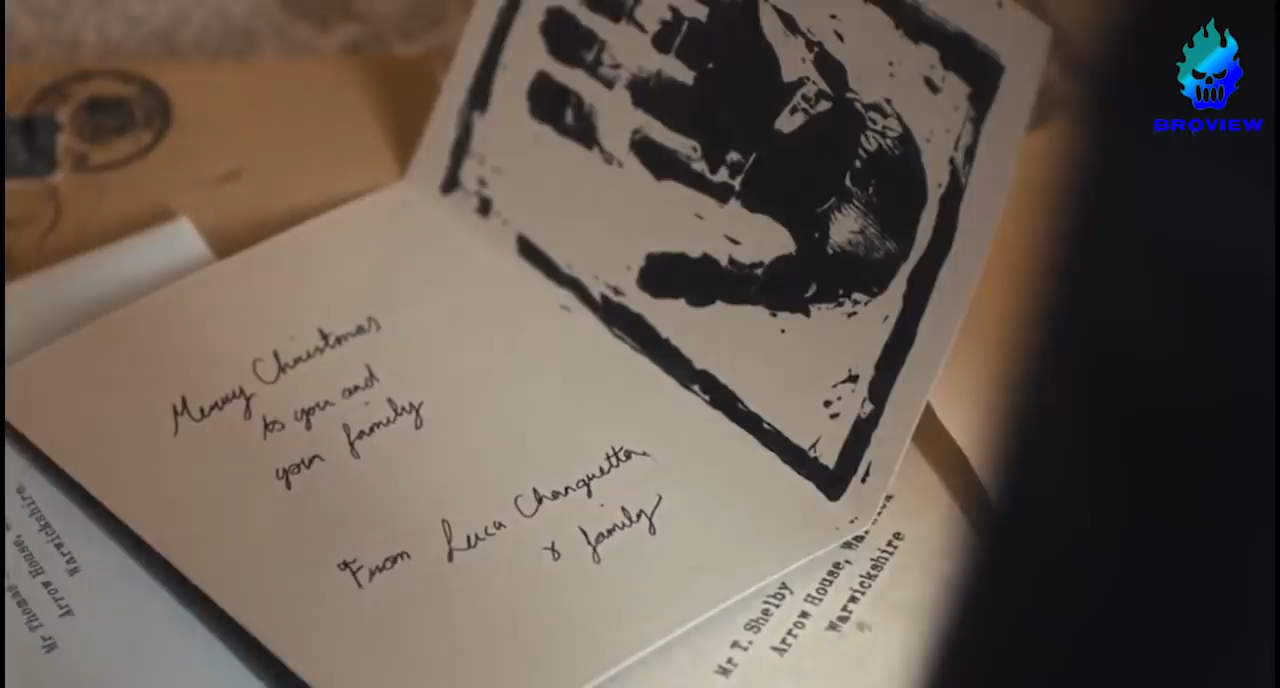 BROVIEW
Merry Christmas
to you and
your family
From Luca Changuetta
& family
Mr T. Shelby
Arrow House,
Warwickshire
Mr Thomas
Arrow House,
Warwickshire.